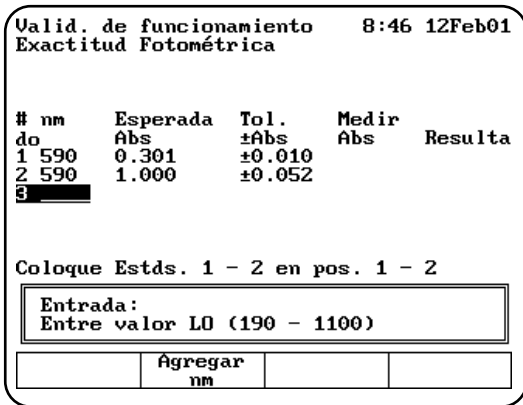 Valid. de funcionamiento 8:46 12Feb01
Exactitud Fotométrica
# nm Esperada Tol. Medir
do Abs ±Abs Abs Resulta
1 590 0.301 ±0.010
2 590 1.000 ±0.052
3 ____
Coloque Estds. 1 - 2 en pos. 1 - 2
Entrada:
Entre valor LO (190 - 1100)
Agregar
nm